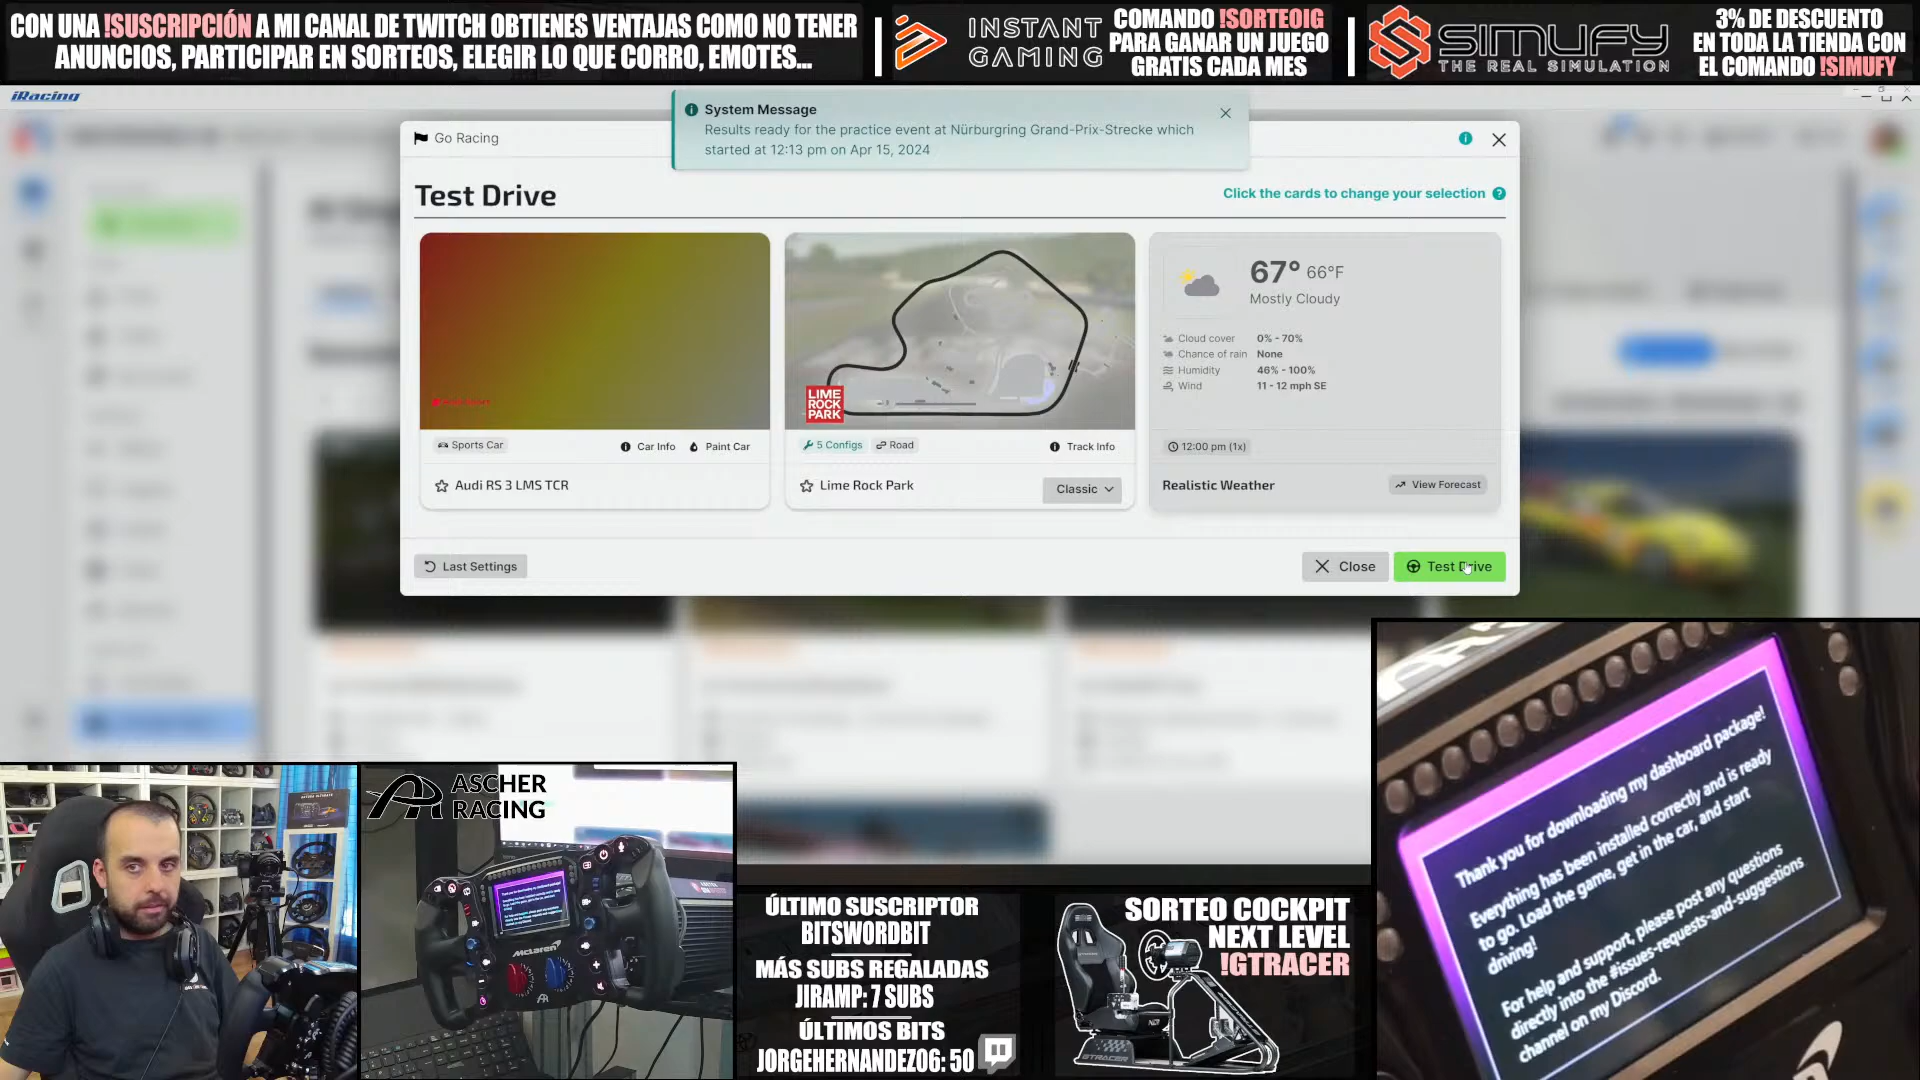 CON UNA !SUSCRIPCIÓN A MI CANAL DE TWITCH OBTIENES VENTAJAS COMO NO TENER
ANUNCIOS, PARTICIPAR EN SORTEOS, ELEGIR LO QUE CORRO, EMOTES...
INSTANT
GAMING
COMANDO !SORTEOIG
PARA GANAR UN JUEGO
GRATIS CADA MES
SIMUFY
THE REAL SIMULATION
3% DE DESCUENTO
EN TODA LA TIENDA CON
EL COMANDO !SIMUFY
iRacing
System Message
Results ready for the practice event at Nürburgring Grand-Prix-Strecke which
started at 12:13 pm on Apr 15, 2024
Go Racing
Test Drive
Click the cards to change your selection
67° 66°F
Mostly Cloudy
Cloud cover 0% - 70%
Chance of rain None
Humidity 46% - 100%
Wind 11 - 12 mph SE
LIME
ROCK
PARK
Sports Car
Car Info
Paint Car
5 Configs
Road
Track Info
12:00 pm (1x)
Audi RS 3 LMS TCR
Lime Rock Park
Classic
Realistic Weather
View Forecast
Last Settings
Close
Test Drive
ASCHER
RACING
McLaren
ÚLTIMO SUSCRIPTOR
BITSWORDBIT
MÁS SUBS REGALADAS
JIRAMP: 7 SUBS
ÚLTIMOS BITS
JORGEHERNANDEZ06: 50
SORTEO COCKPIT
NEXT LEVEL
!GTRACER
GTRACER
Thank you for downloading my dashboard package!
Everything has been installed correctly and is ready
to go. Load the game, get in the car, and start
driving!
For help and support, please post any questions
directly into the #issues-requests-and-suggestions
channel on my Discord.